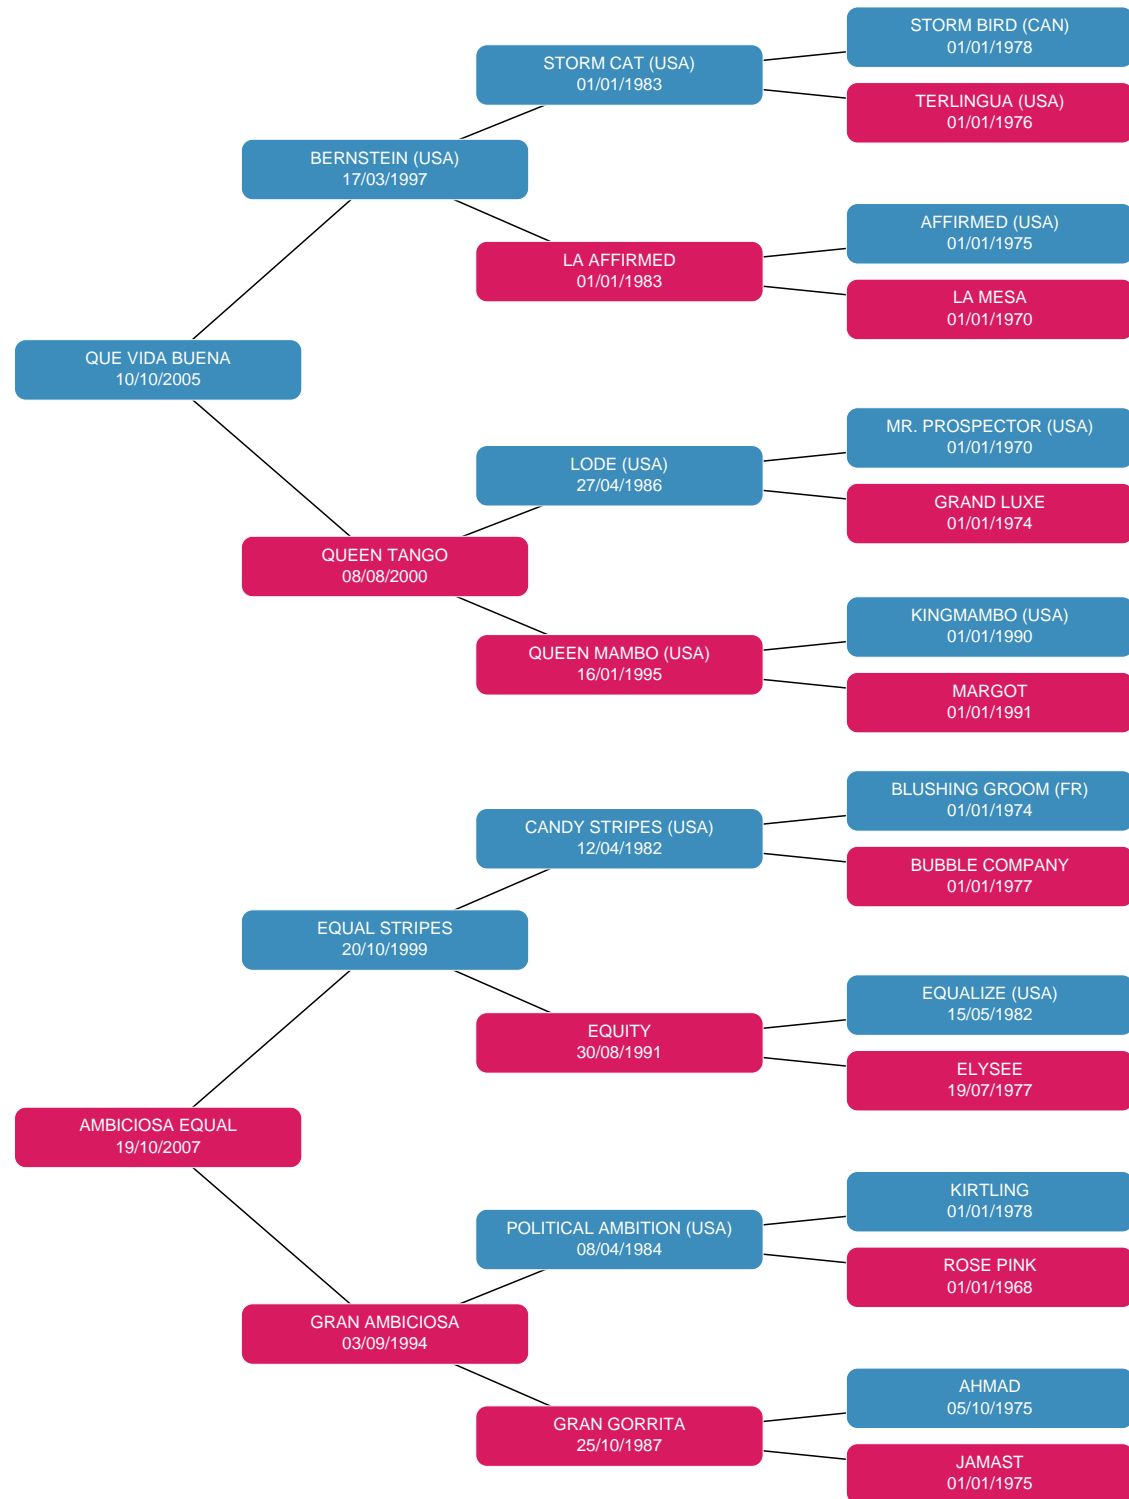 STORM BIRD (CAN)
01/01/1978
STORM CAT (USA)
01/01/1983
TERLINGUA (USA)
01/01/1976
BERNSTEIN (USA)
17/03/1997
AFFIRMED (USA)
01/01/1975
LA AFFIRMED
01/01/1983
LA MESA
01/01/1970
QUE VIDA BUENA
10/10/2005
MR. PROSPECTOR (USA)
01/01/1970
LODE (USA)
27/04/1986
GRAND LUXE
01/01/1974
QUEEN TANGO
08/08/2000
KINGMAMBO (USA)
01/01/1990
QUEEN MAMBO (USA)
16/01/1995
MARGOT
01/01/1991
BLUSHING GROOM (FR)
01/01/1974
CANDY STRIPES (USA)
12/04/1982
BUBBLE COMPANY
01/01/1977
EQUAL STRIPES
20/10/1999
EQUALIZE (USA)
15/05/1982
EQUITY
30/08/1991
ELYSEE
19/07/1977
AMBICIOSA EQUAL
19/10/2007
KIRTLING
01/01/1978
POLITICAL AMBITION (USA)
08/04/1984
ROSE PINK
01/01/1968
GRAN AMBICIOSA
03/09/1994
AHMAD
05/10/1975
GRAN GORRITA
25/10/1987
JAMAST
01/01/1975